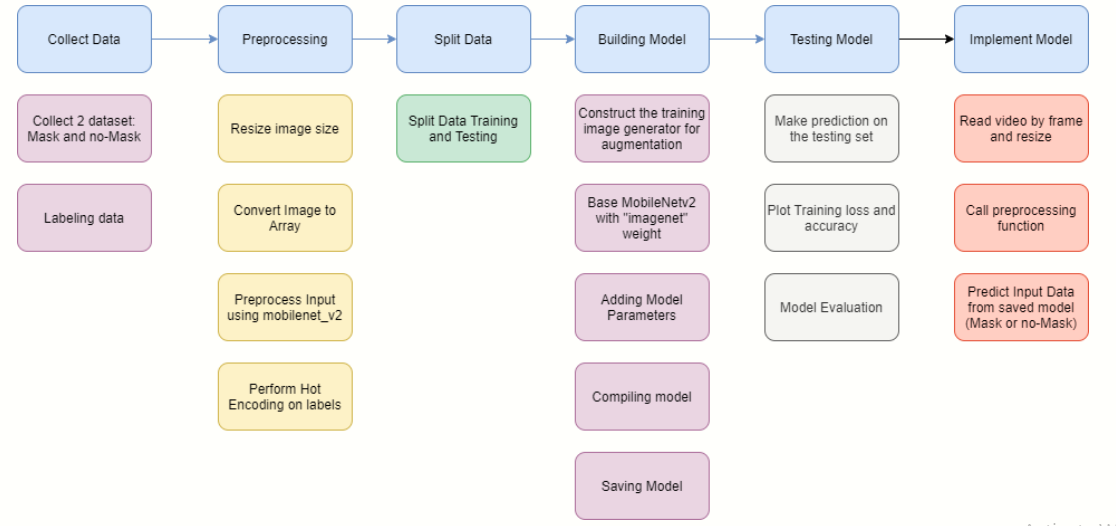 Collect Data
Preprocessing
Split Data
Building Model
Testing Model
Implement Model
Collect 2 dataset:
Mask and no-Mask
Labeling data
Resize image size
Convert Image to
Array
Preprocess Input
using mobilenet_v2
Perform Hot
Encoding on labels
Split Data Training
and Testing
Construct the training
image generator for
augmentation
Base MobileNetv2
with "imagenet"
weight
Adding Model
Parameters
Compiling model
Saving Model
Make prediction on
the testing set
Plot Training loss and
accuracy
Model Evaluation
Read video by frame
and resize
Call preprocessing
function
Predict Input Data
from saved model
(Mask or no-Mask)